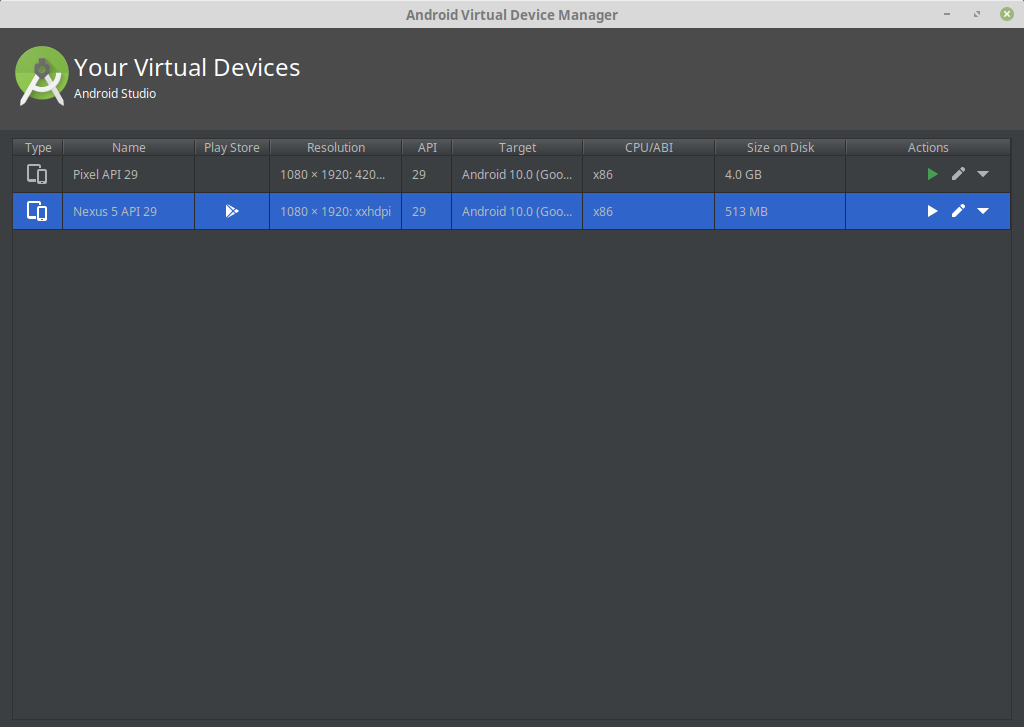 Android Virtual Device Manager
Your Virtual Devices
Android Studio
Type Name Play Store Resolution API Target CPU/ABI Size on Disk Actions
Pixel API 29 1080 × 1920: 420... 29 Android 10.0 (Goo... x86 4.0 GB
Nexus 5 API 29 1080 × 1920: xxhdpi 29 Android 10.0 (Goo... x86 513 MB